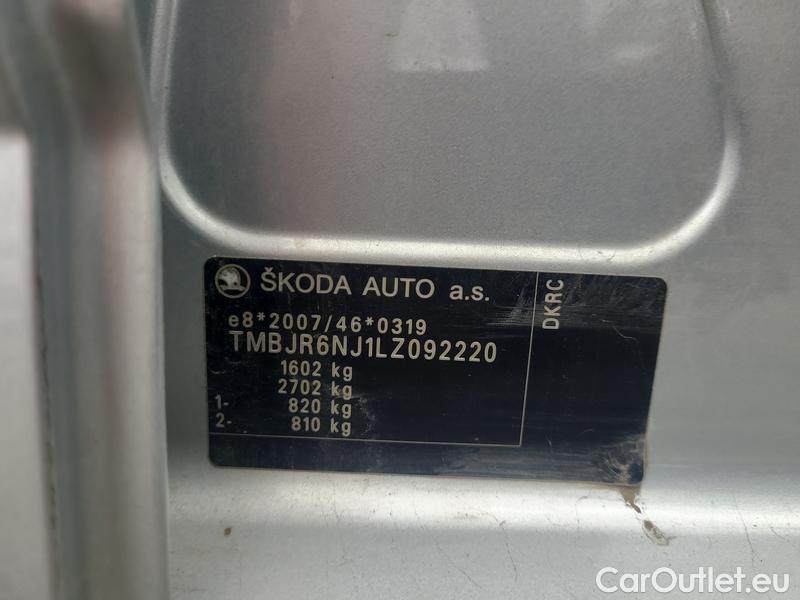 ŠKODA AUTO a.s.
e8*2007/46*0319
TMBJR6NJ1LZ092220
1602 kg
2702 kg
1- 820 kg
2- 810 kg
DKRC
CarOutlet.eu